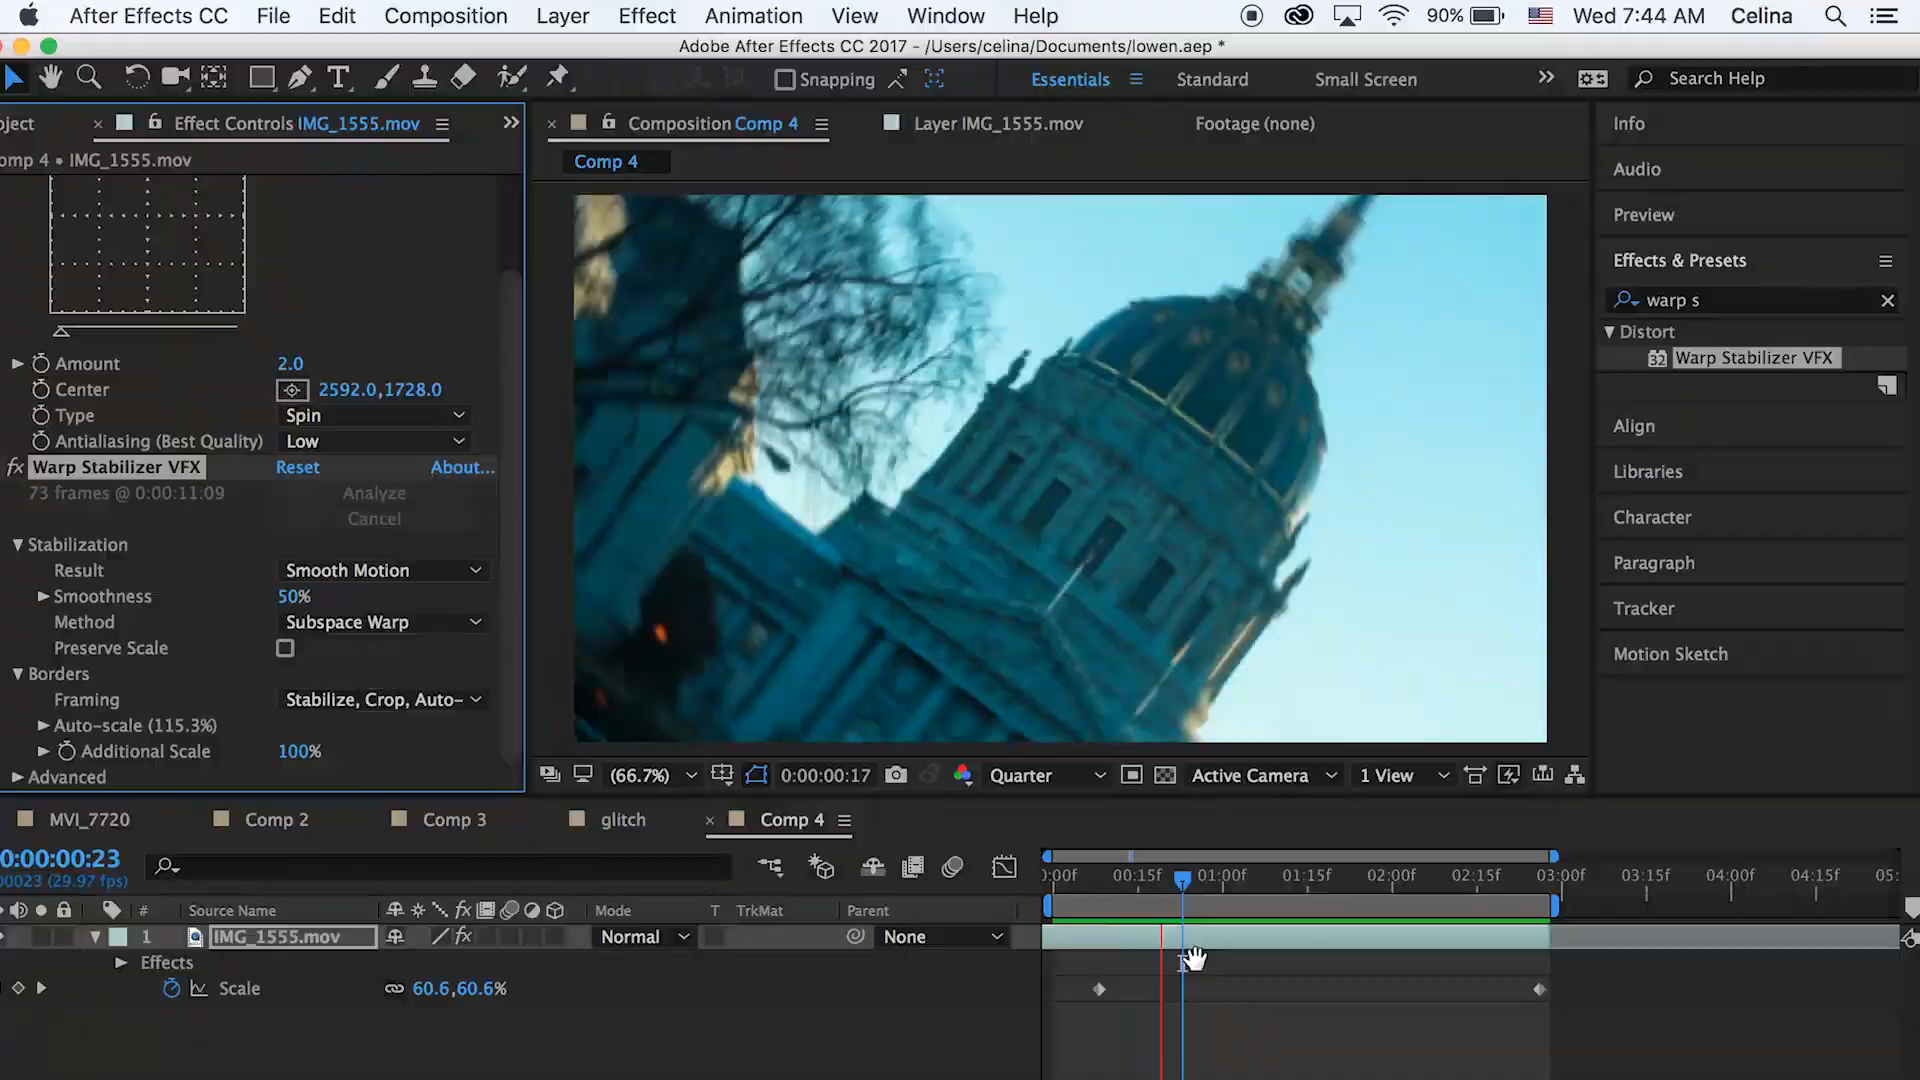 After Effects CC File Edit Composition Layer Effect Animation View Window Help 90% Wed 7:44 AM Celina
Adobe After Effects CC 2017 - /Users/celina/Documents/lowen.aep *
Snapping Essentials Standard Small Screen Search Help
oject Effect Controls IMG_1555.mov
omp 4 • IMG_1555.mov
Amount 2.0
Center 2592.0,1728.0
Type Spin
Antialiasing (Best Quality) Low
fx Warp Stabilizer VFX Reset About...
73 frames @ 0:00:11:09 Analyze
Cancel
Stabilization
Result Smooth Motion
Smoothness 50%
Method Subspace Warp
Preserve Scale
Borders
Framing Stabilize, Crop, Auto-
Auto-scale (115.3%)
Additional Scale 100%
Advanced
Composition Comp 4 Layer IMG_1555.mov Footage (none)
Comp 4
(66.7%) 0:00:00:17 Quarter Active Camera 1 View
Info
Audio
Preview
Effects & Presets
warp s
Distort
32 Warp Stabilizer VFX
Align
Libraries
Character
Paragraph
Tracker
Motion Sketch
MVI_7720 Comp 2 Comp 3 glitch Comp 4
0:00:00:23
00023 (29.97 fps)
):00f 00:15f 01:00f 01:15f 02:00f 02:15f 03:00f 03:15f 04:00f 04:15f 05:
# Source Name fx Mode T TrkMat Parent
1 IMG_1555.mov fx Normal None
Effects
Scale 60.6,60.6%